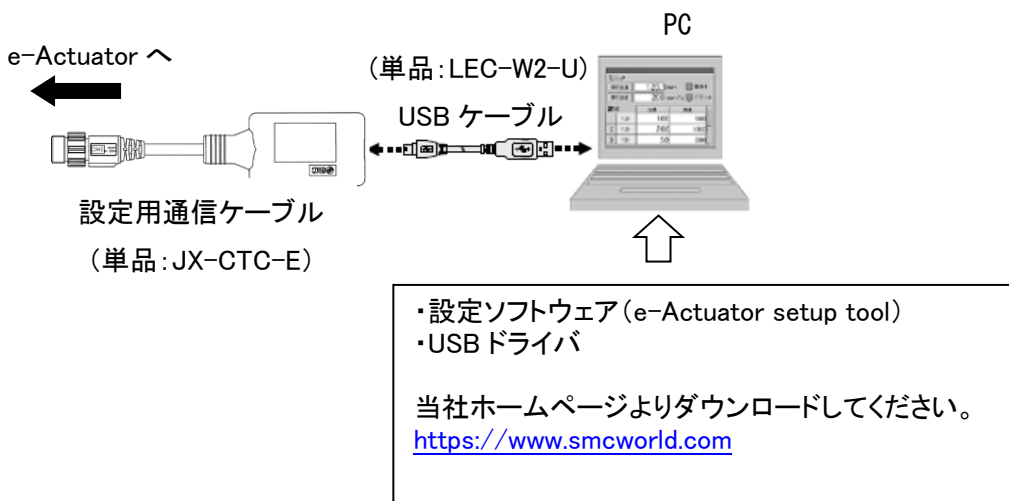 PC
e-Actuator へ
（単品：LEC-W2-U）
USB ケーブル
設定用通信ケーブル
（単品：JX-CTC-E）
・設定ソフトウェア（e-Actuator setup tool）
・USB ドライバ
当社ホームページよりダウンロードしてください。
https://www.smcworld.com